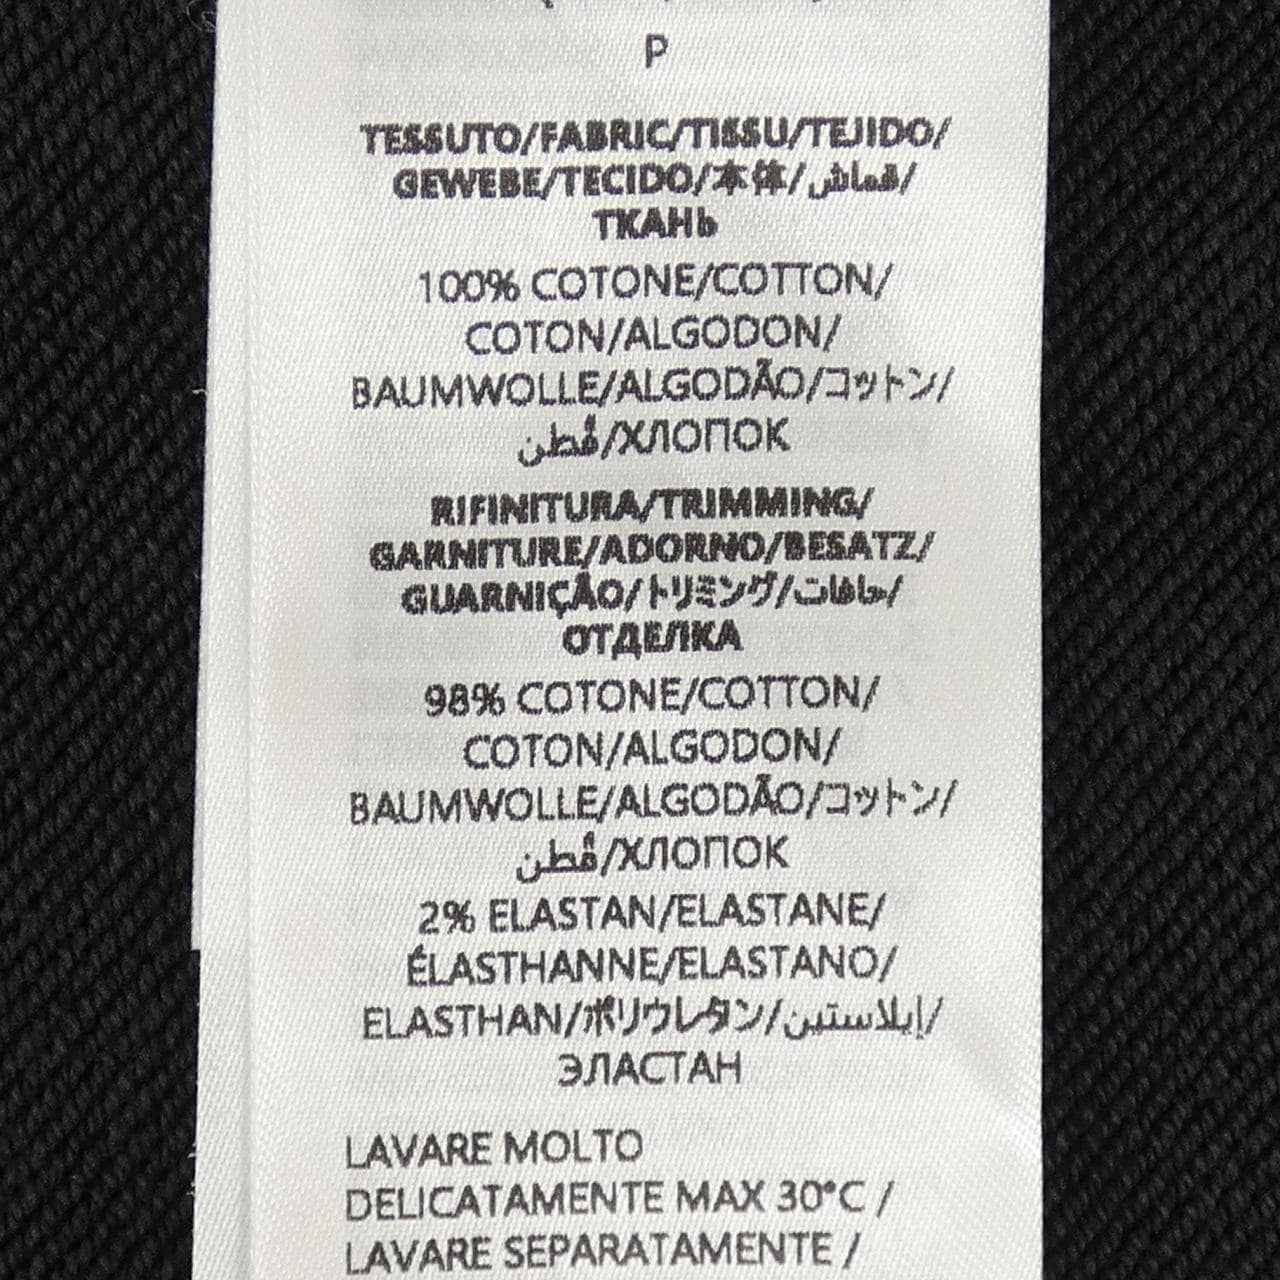 P
TESSUTO/FABRIC/TISSU/TEJIDO/
GEWEBE/TECIDO/本体/قماش/
ТКАНЬ
100% COTONE/COTTON/
COTON/ALGODON/
BAUMWOLLE/ALGODÃO/コットン/
قُطن/ХЛОПОК
RIFINITURA/TRIMMING/
GARNITURE/ADORNO/BESATZ/
GUARNIÇÃO/トリミング/حافات/
ОТДЕЛКА
98% COTONE/COTTON/
COTON/ALGODON/
BAUMWOLLE/ALGODÃO/コットン/
قُطن/ХЛОПОК
2% ELASTAN/ELASTANE/
ÉLASTHANNE/ELASTANO/
ELASTHAN/ポリウレタン/إيلاستين/
ЭЛАСТАН
LAVARE MOLTO
DELICATAMENTE MAX 30°C /
LAVARE SEPARATAMENTE /